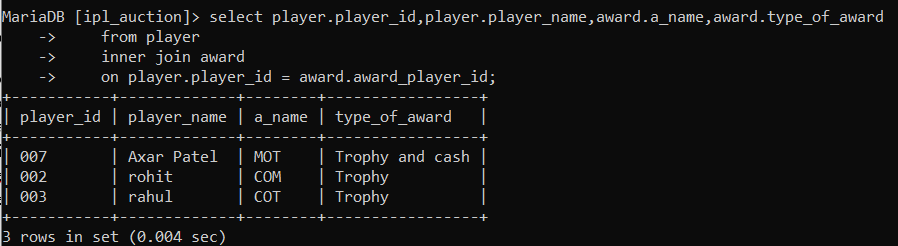 MariaDB [ipl_auction]> select player.player_id,player.player_name,award.a_name,award.type_of_award
    ->     from player
    ->     inner join award
    ->     on player.player_id = award.award_player_id;
+-----------+-------------+--------+-----------------+
| player_id | player_name | a_name | type_of_award   |
+-----------+-------------+--------+-----------------+
| 007       | Axar Patel  | MOT    | Trophy and cash |
| 002       | rohit       | COM    | Trophy          |
| 003       | rahul       | COT    | Trophy          |
+-----------+-------------+--------+-----------------+
3 rows in set (0.004 sec)